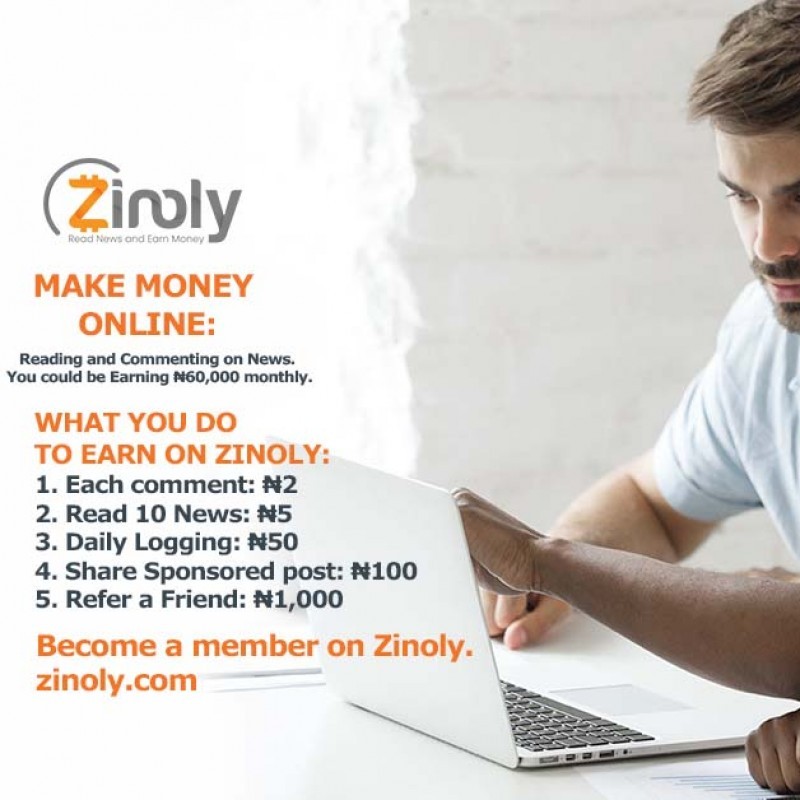 Zinoly
Read News and Earn Money
MAKE MONEY
ONLINE:
Reading and Commenting on News.
You could be Earning ₦60,000 monthly.
WHAT YOU DO
TO EARN ON ZINOLY:
1. Each comment: ₦2
2. Read 10 News: ₦5
3. Daily Logging: ₦50
4. Share Sponsored post: ₦100
5. Refer a Friend: ₦1,000
Become a member on Zinoly.
zinoly.com